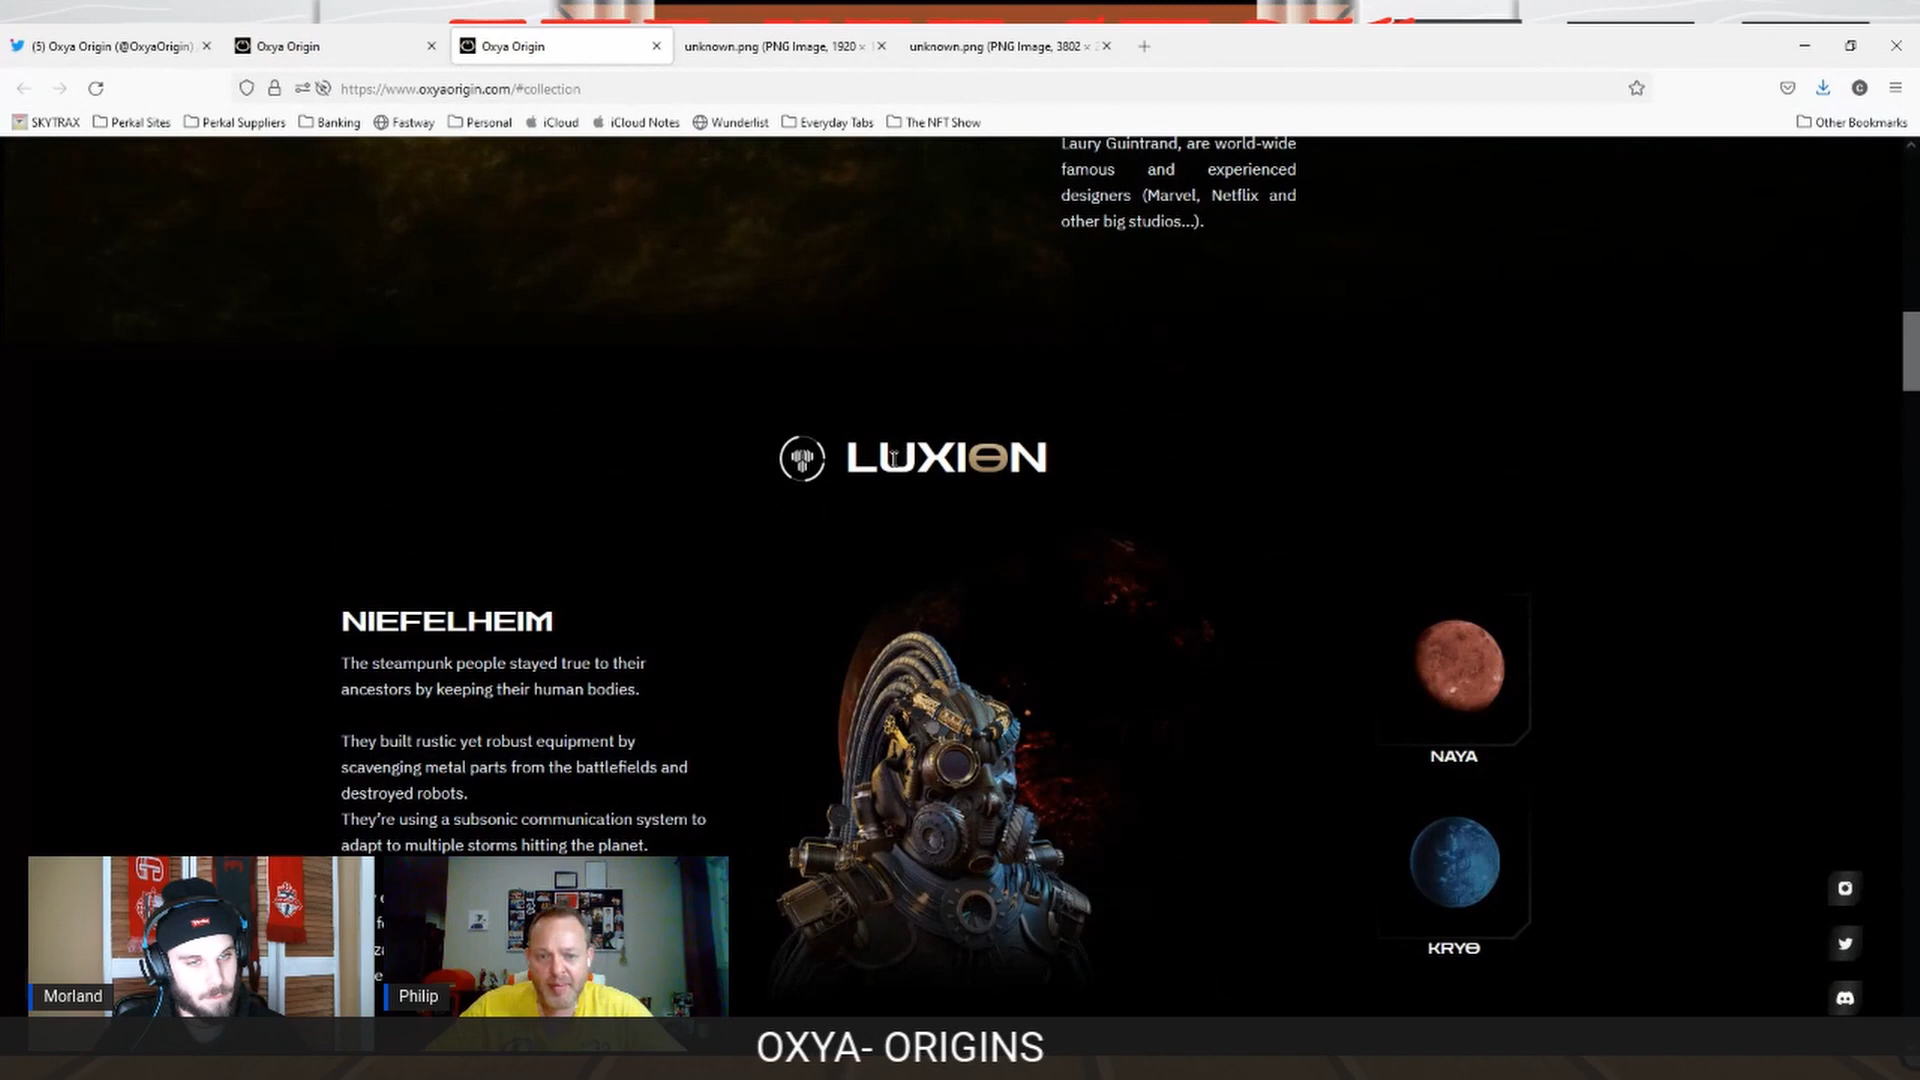 (5) Oxya Origin (@OxyaOrigin)
Oxya Origin
Oxya Origin
unknown.png (PNG Image, 1920 ×
unknown.png (PNG Image, 3802 ×
https://www.oxyaorigin.com/#collection
SKYTRAX
Perkal Sites
Perkal Suppliers
Banking
Fastway
Personal
iCloud
iCloud Notes
Wunderlist
Everyday Tabs
The NFT Show
Other Bookmarks
Laury Guintrand, are world-wide
famous and experienced
designers (Marvel, Netflix and
other big studios...).
LUXION
NIEFELHEIM
The steampunk people stayed true to their
ancestors by keeping their human bodies.
They built rustic yet robust equipment by
scavenging metal parts from the battlefields and
destroyed robots.
They're using a subsonic communication system to
adapt to multiple storms hitting the planet.
NAYA
KRYO
Morland
Philip
OXYA- ORIGINS